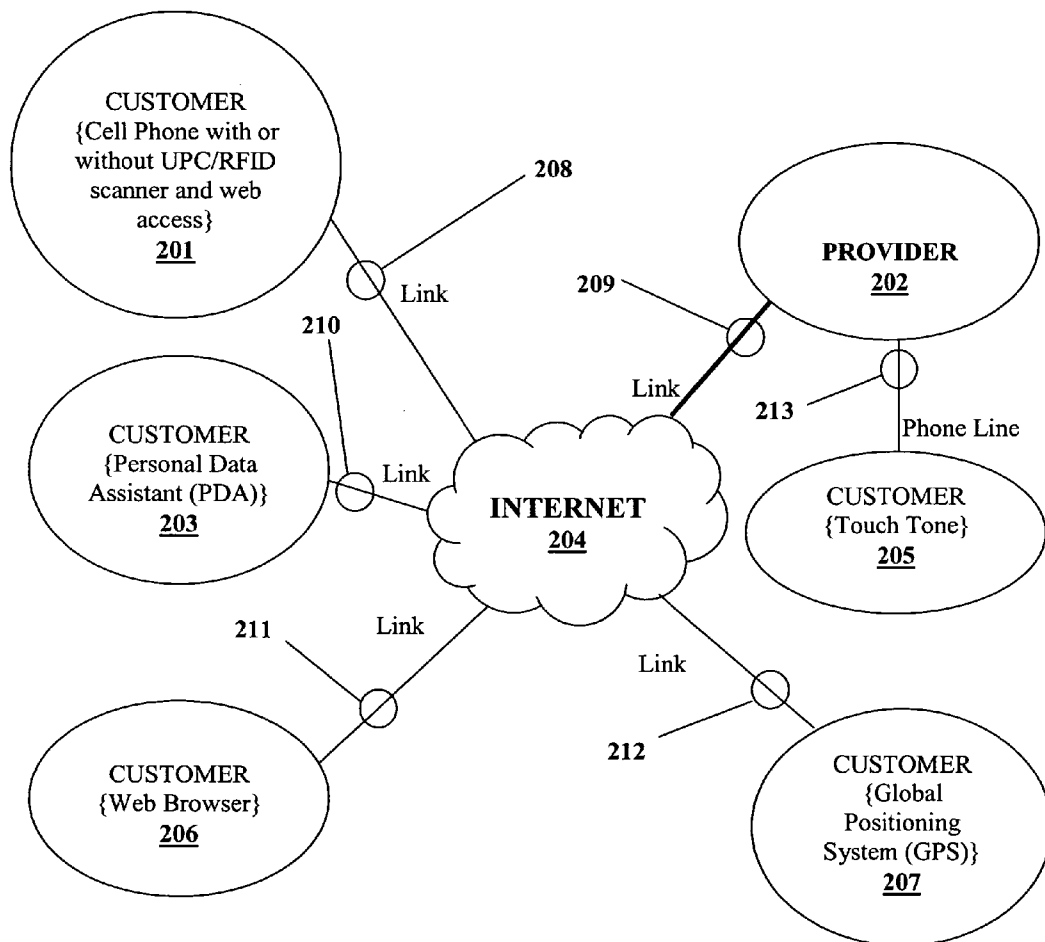 CUSTOMER
{Cell Phone with or
without UPC/RFID
scanner and web
access}
201
208
Link
PROVIDER
202
209
Link
213
Phone Line
210
CUSTOMER
{Personal Data
Assistant (PDA)}
203
Link
INTERNET
204
CUSTOMER
{Touch Tone}
205
211
Link
Link
212
CUSTOMER
{Web Browser}
206
CUSTOMER
{Global
Positioning
System (GPS)}
207